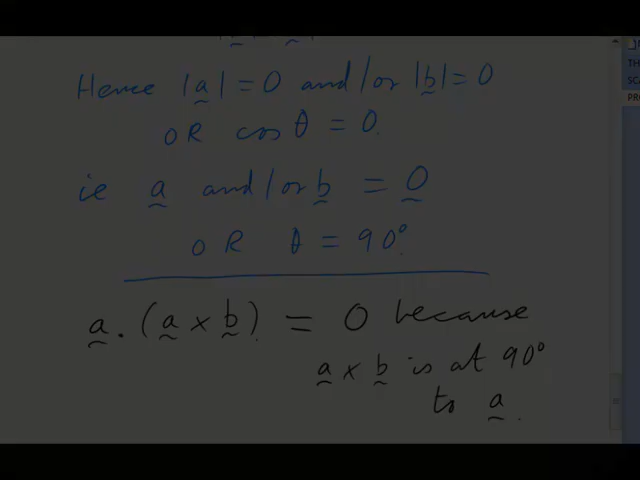 Hence |a| = 0 and/or |b| = 0
OR cos θ = 0.
ie a and/or b = 0
OR θ = 90°.
a . (a × b) = 0 because
a × b is at 90°
to a.